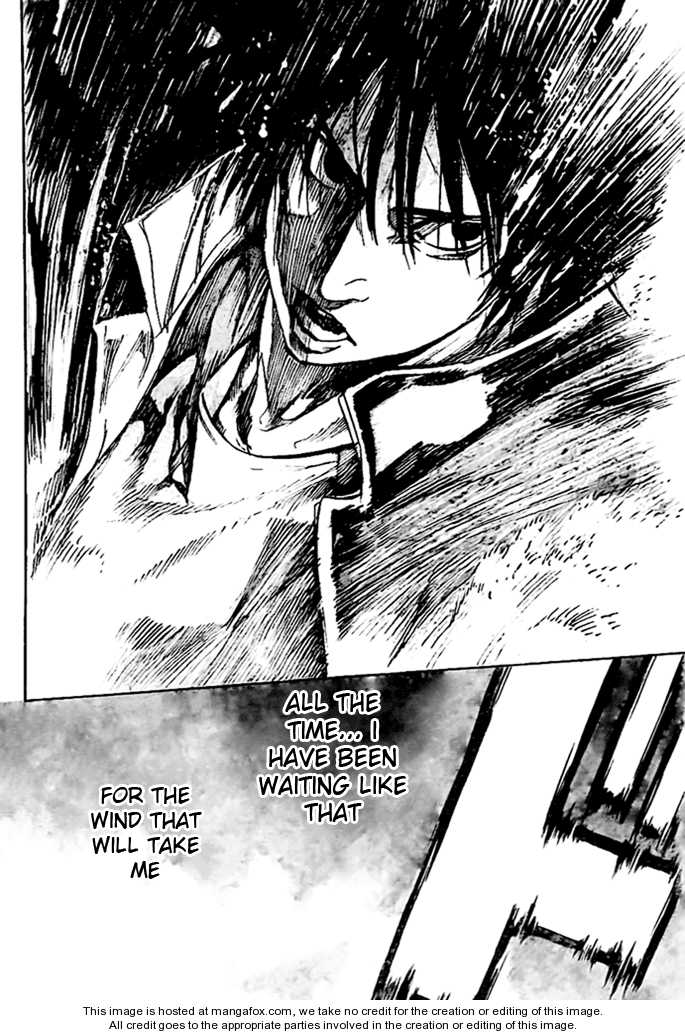 ALL THE
TIME... I
HAVE BEEN
WAITING LIKE
THAT
FOR THE
WIND THAT
WILL TAKE
ME
ド
This image is hosted at mangafox.com, we take no credit for the creation or editing of this image.
All credit goes to the appropriate parties involved in the creation or editing of this image.